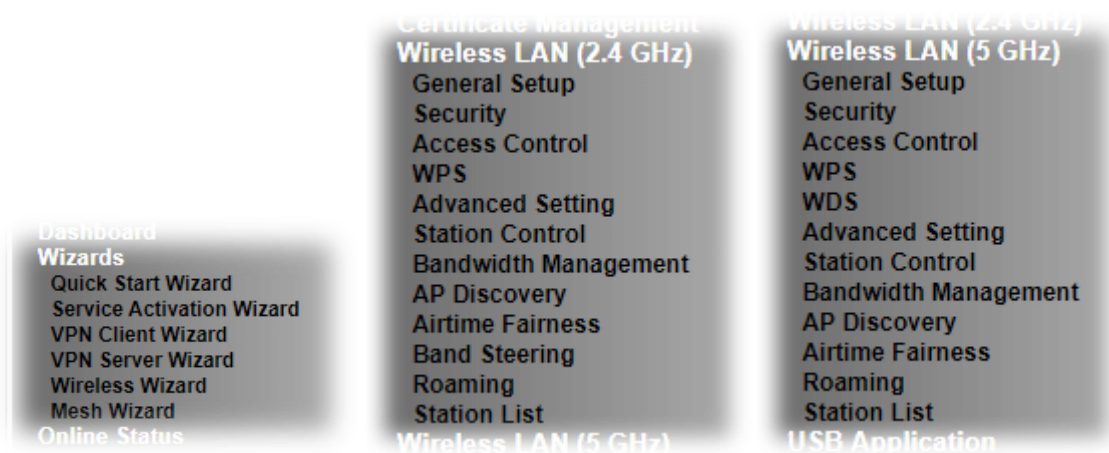 Dashboard
Wizards
Quick Start Wizard
Service Activation Wizard
VPN Client Wizard
VPN Server Wizard
Wireless Wizard
Mesh Wizard
Online Status
Certificate Management
Wireless LAN (2.4 GHz)
General Setup
Security
Access Control
WPS
Advanced Setting
Station Control
Bandwidth Management
AP Discovery
Airtime Fairness
Band Steering
Roaming
Station List
Wireless LAN (5 GHz)
Wireless LAN (2.4 GHz)
Wireless LAN (5 GHz)
General Setup
Security
Access Control
WPS
WDS
Advanced Setting
Station Control
Bandwidth Management
AP Discovery
Airtime Fairness
Roaming
Station List
USB Application